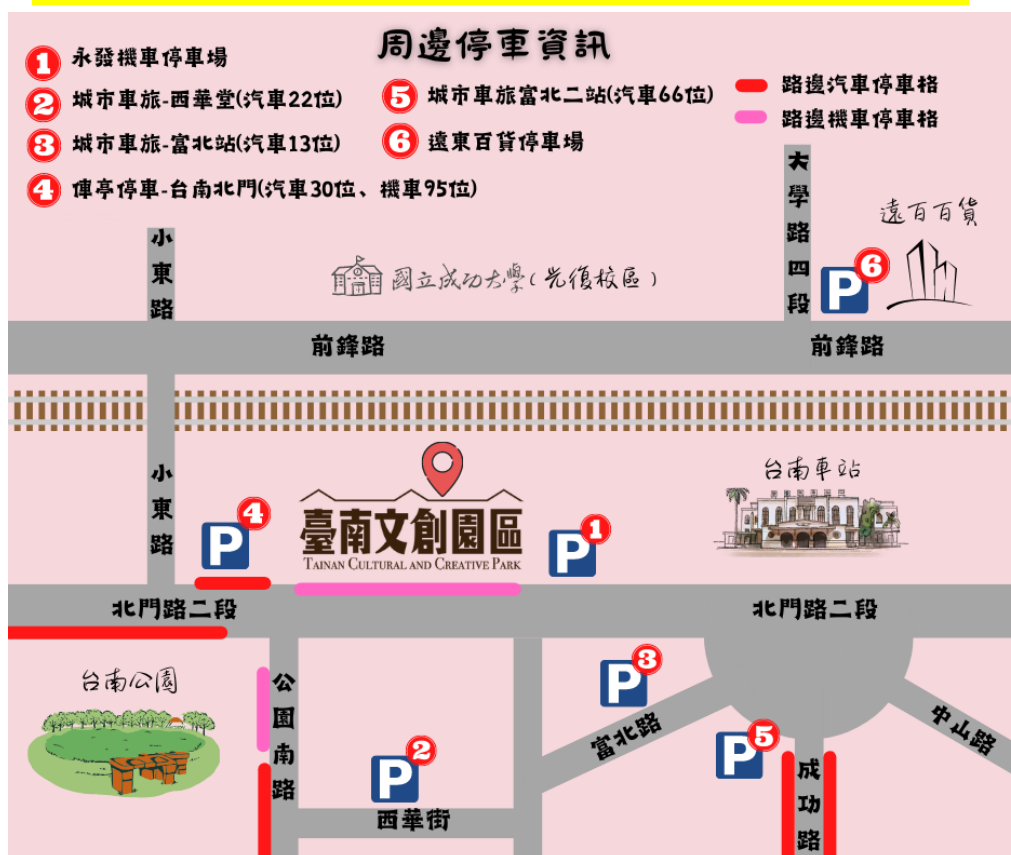 周邊停車資訊
1 永發機車停車場
2 城市車旅-西華堂(汽車22位)
3 城市車旅-富北站(汽車13位)
4 俥亭停車-台南北門(汽車30位、機車95位)
5 城市車旅富北二站(汽車66位)
6 遠東百貨停車場
路邊汽車停車格
路邊機車停車格
大學路四段
遠百百貨
P 6
小東路
國立成功大學(光復校區)
前鋒路
前鋒路
小東路
台南車站
P 4
臺南文創園區
TAINAN CULTURAL AND CREATIVE PARK
P 1
北門路二段
北門路二段
台南公園
公園南路
P 3
富北路
中山路
P 2
西華街
P 5
成功路